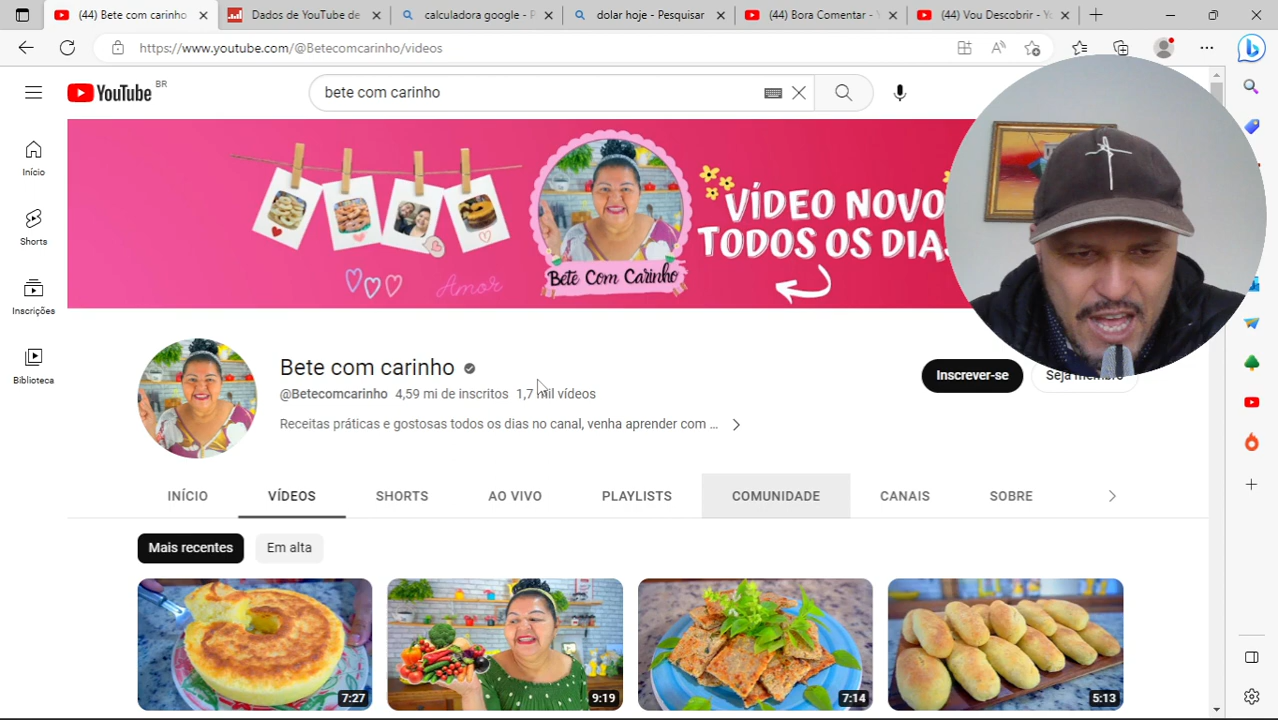 (44) Bete com carinho
Dados de YouTube de
calculadora google - P
dolar hoje - Pesquisar
(44) Bora Comentar - Y
(44) Vou Descobrir - Yo
https://www.youtube.com/@Betecomcarinho/videos
YouTube BR
bete com carinho
Início
Shorts
Inscrições
Biblioteca
VÍDEO NOVO
TODOS OS DIAS
Amor
Bete Com Carinho
Bete com carinho
@Betecomcarinho 4,59 mi de inscritos 1,7 mil vídeos
Receitas práticas e gostosas todos os dias no canal, venha aprender com ...
Inscrever-se
Seja membro
INÍCIO VÍDEOS SHORTS AO VIVO PLAYLISTS COMUNIDADE CANAIS SOBRE
Mais recentes Em alta
7:27
9:19
7:14
5:13